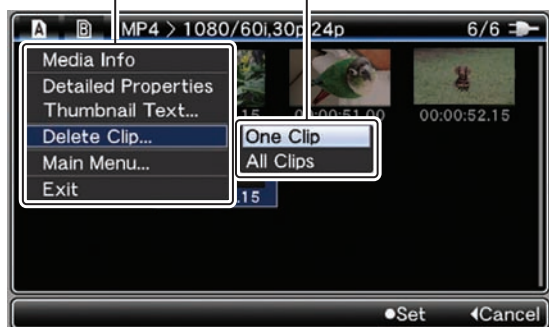 A B MP4 > 1080/60i,30p,24p 6/6
Media Info
Detailed Properties
Thumbnail Text...
Delete Clip...
Main Menu...
Exit
One Clip
All Clips
.15 00:00:51.00 00:00:52.15
.15
●Set ◀Cancel